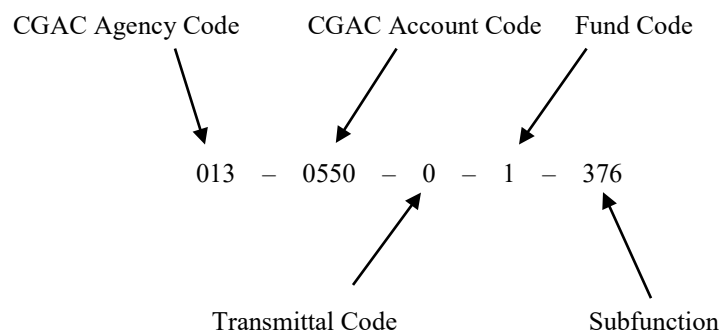 CGAC Agency Code CGAC Account Code Fund Code
013 – 0550 – 0 – 1 – 376
Transmittal Code Subfunction